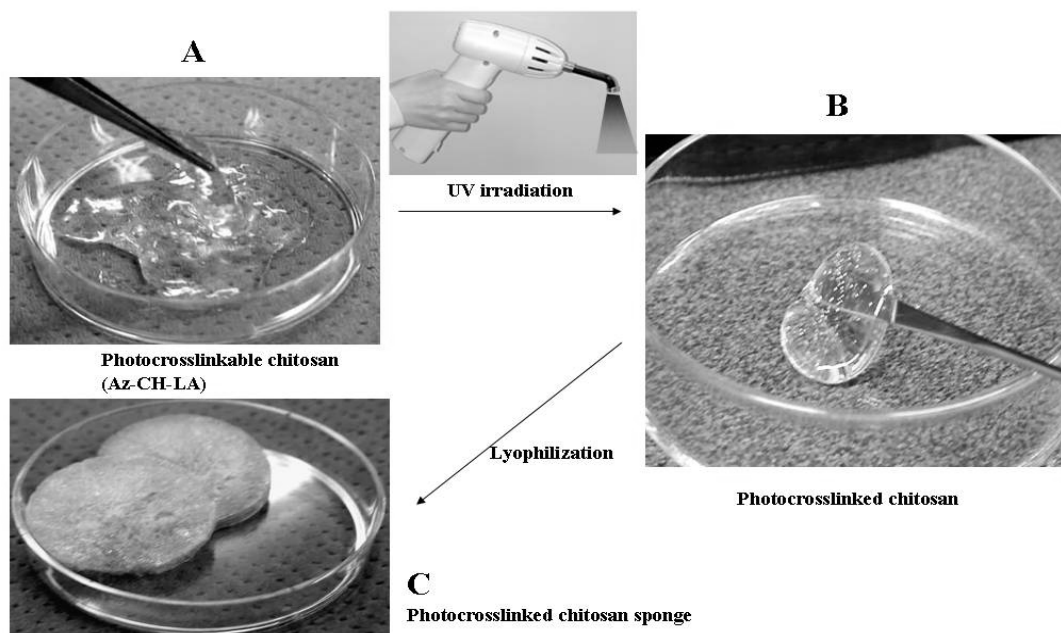 A
UV irradiation
B
Photocrosslinkable chitosan
(Az-CH-LA)
Lyophilization
Photocrosslinked chitosan
C
Photocrosslinked chitosan sponge